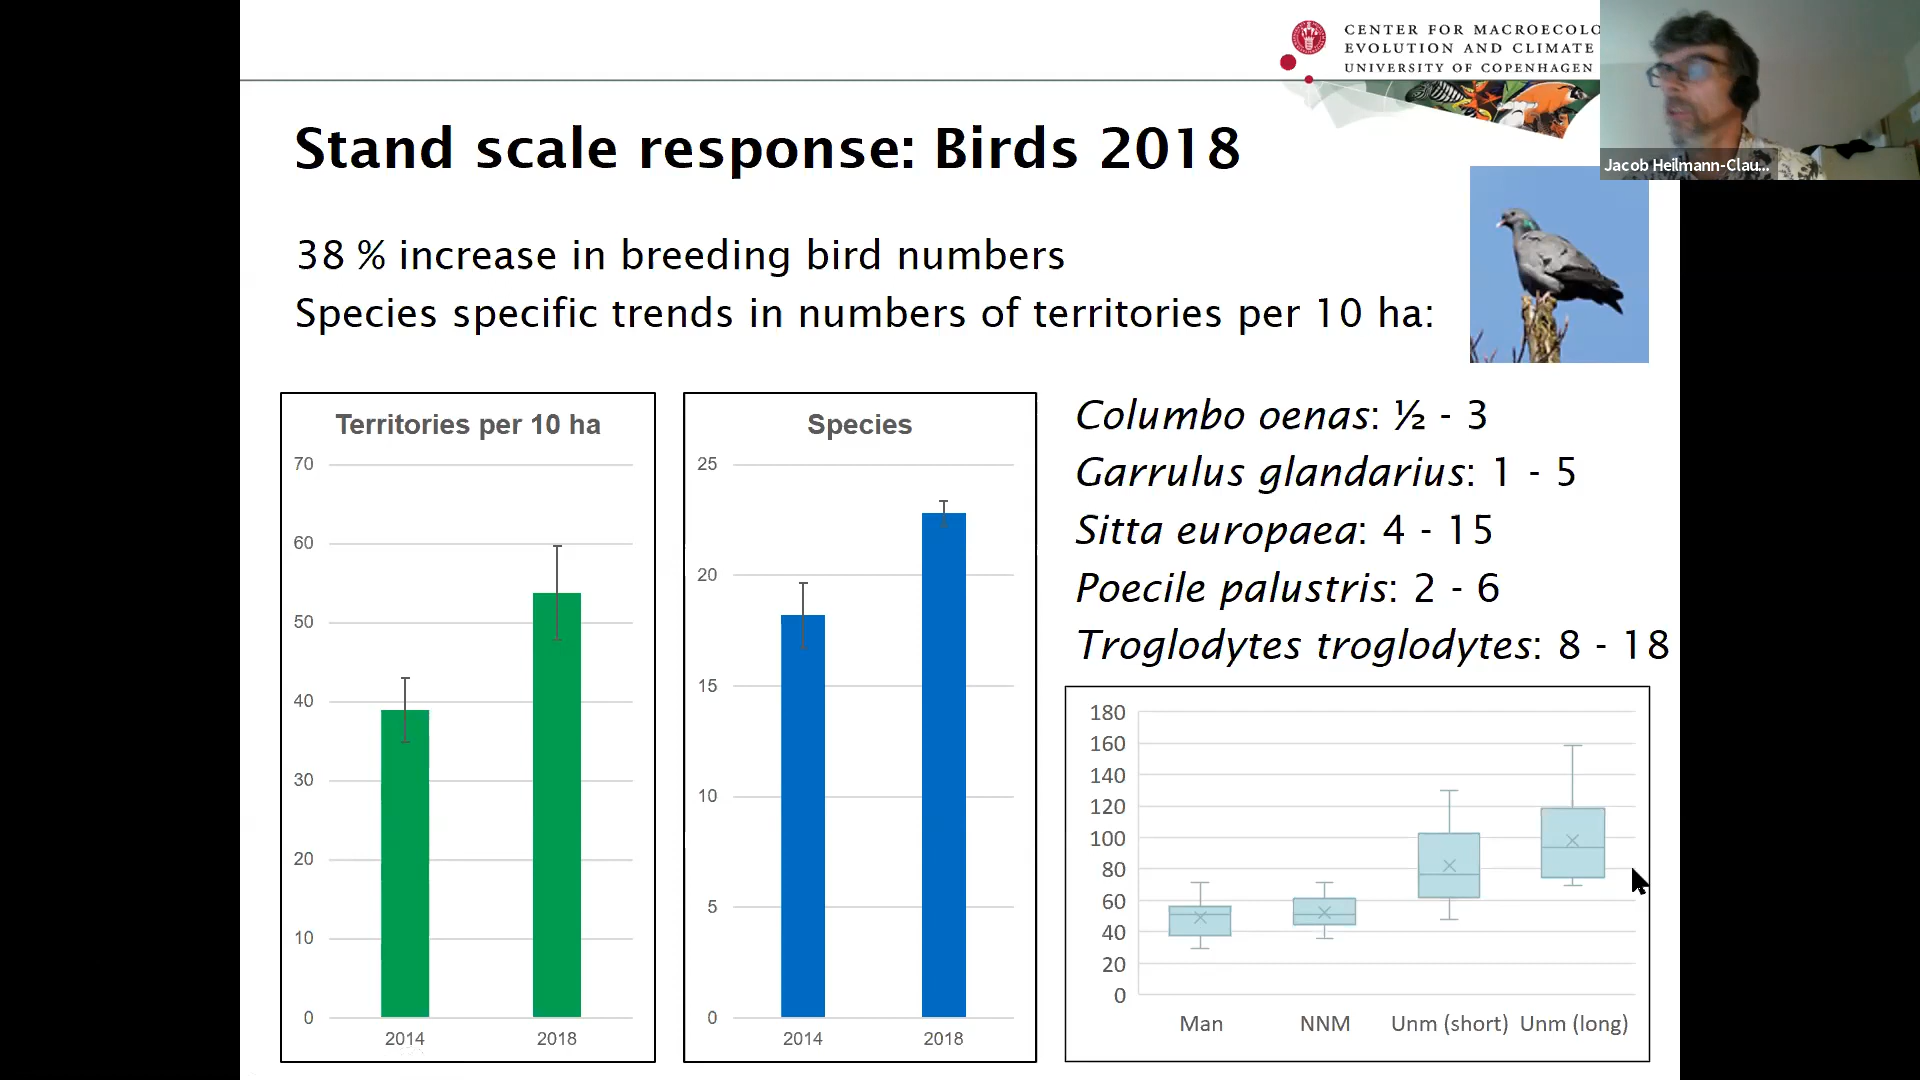 CENTER FOR MACROECOLO
EVOLUTION AND CLIMATE
UNIVERSITY OF COPENHAGEN
Jacob Heilmann-Clau...
Stand scale response: Birds 2018
38 % increase in breeding bird numbers
Species specific trends in numbers of territories per 10 ha:
Territories per 10 ha
70
60
50
40
30
20
10
0
2014 2018
Species
25
20
15
10
5
0
2014 2018
Columbo oenas: ½ - 3
Garrulus glandarius: 1 - 5
Sitta europaea: 4 - 15
Poecile palustris: 2 - 6
Troglodytes troglodytes: 8 - 18
180
160
140
120
100
80
60
40
20
0
Man NNM Unm (short) Unm (long)